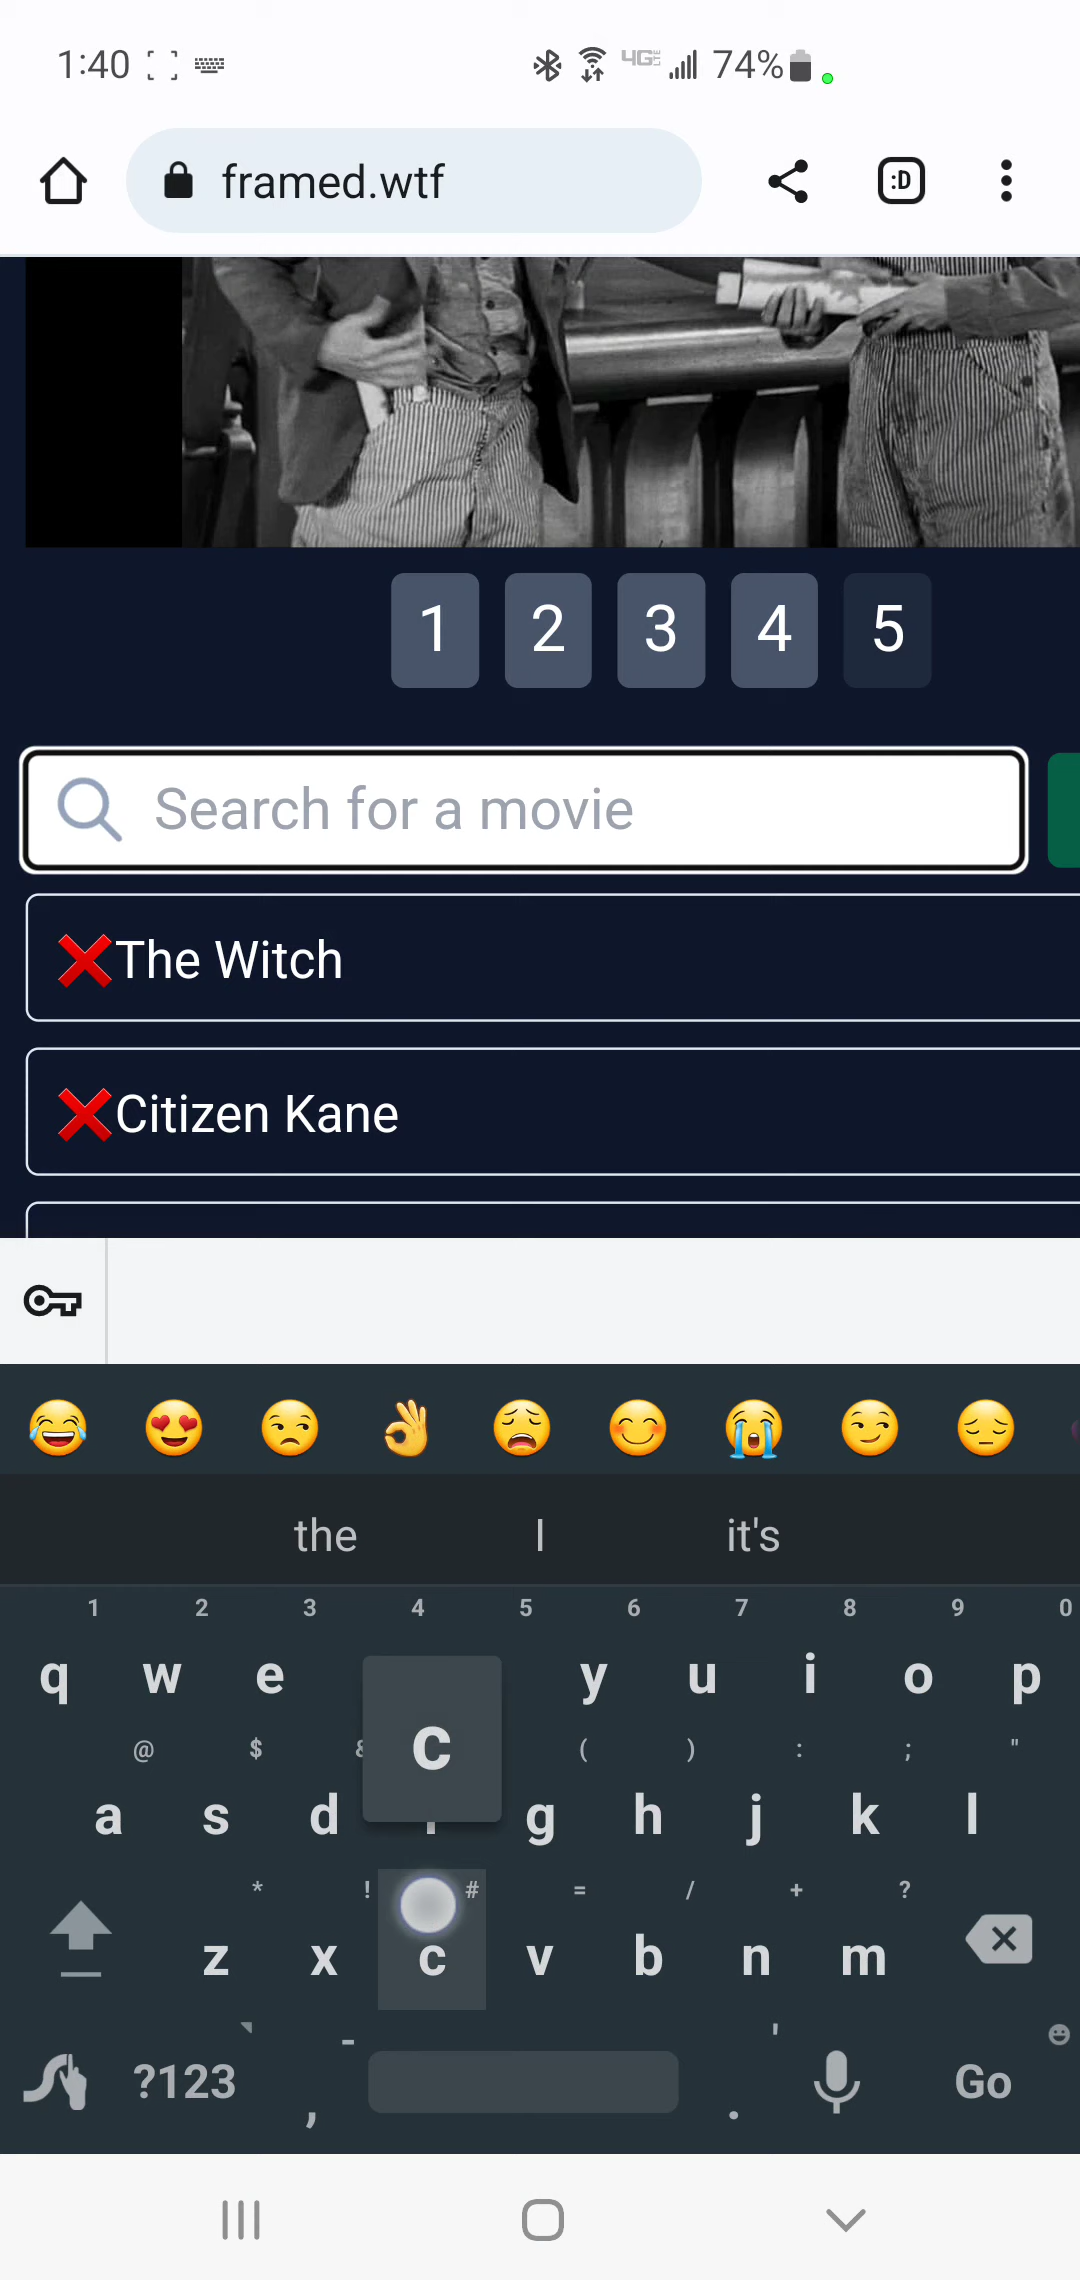 1:40 4GE 74%
framed.wtf :D
1 2 3 4 5
Search for a movie
The Witch
Citizen Kane
the I it's
1 2 3 4 5 6 7 8 9 0
q w e c y u i o p
@ $ ( ) : ; "
a s d g h j k l
* ! # = / + ?
z x c v b n m
- '
?123 , . Go